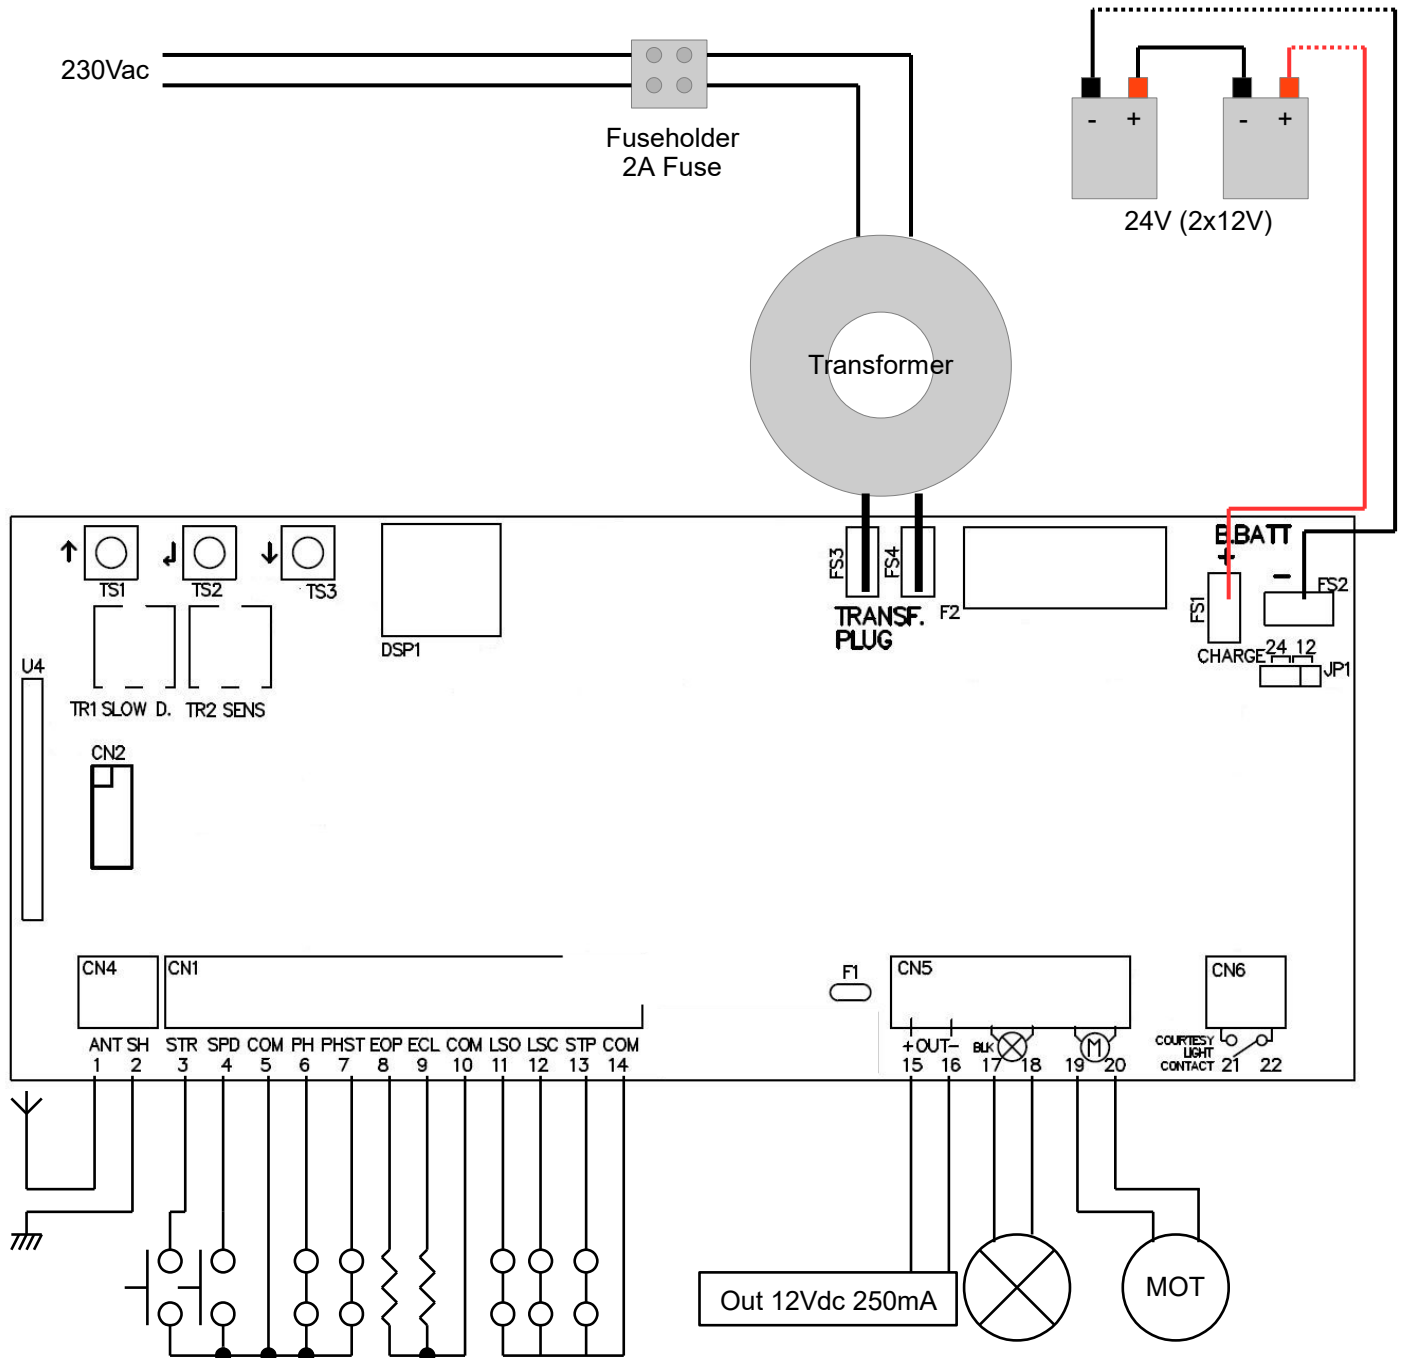 230Vac
Fuseholder
2A Fuse
- + - +
24V (2x12V)
Transformer
TS1 TS2 TS3
DSP1
FS3 FS4
TRANSF.
PLUG
F2
B.BATT
+ -
FS1 FS2
CHARGE 24 12
JP1
U4
TR1 SLOW D. TR2 SENS
CN2
CN4 CN1
F1
CN5
CN6
ANT SH STR SPD COM PH PHST EOP ECL COM LSO LSC STP COM
1 2 3 4 5 6 7 8 9 10 11 12 13 14
+OUT- BLK M
15 16 17 18 19 20
COURTESY
LIGHT
CONTACT 21 22
Out 12Vdc 250mA
MOT